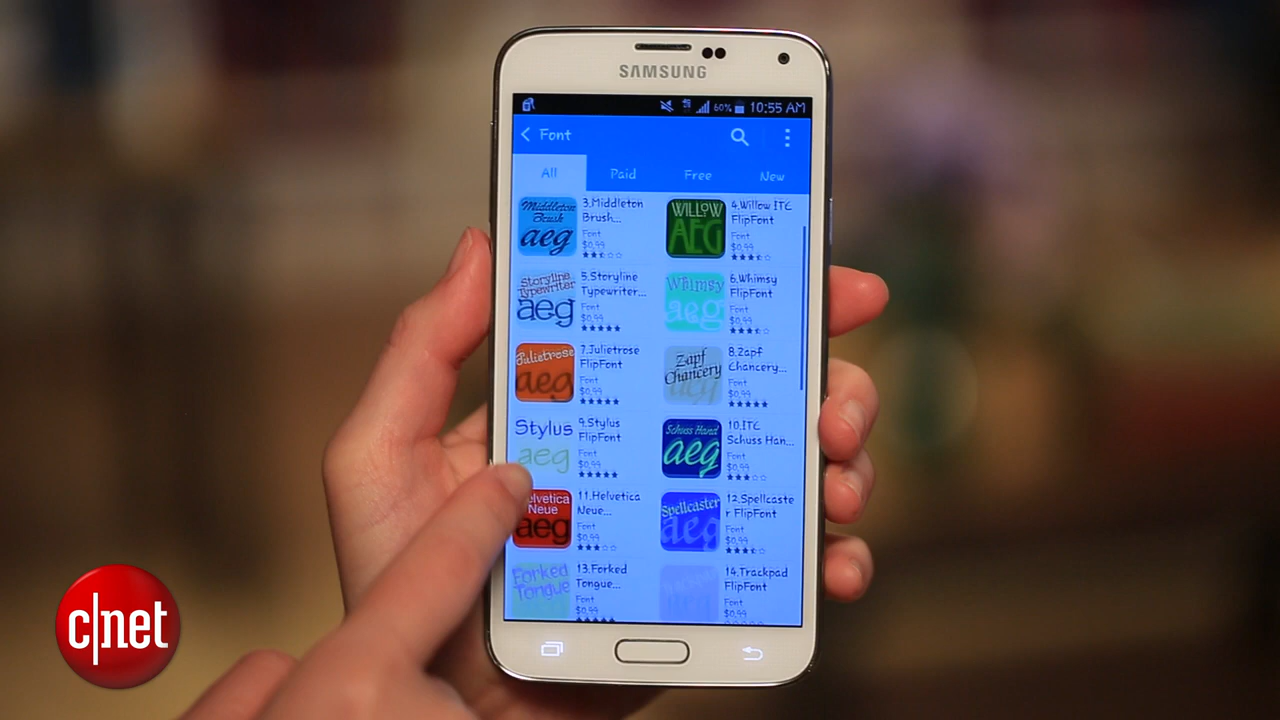 SAMSUNG
60% 10:55 AM
Font
All Paid Free New
Middleton
Brush
aeg
3.Middleton
Brush...
Font
$0.99
WILLOW
AEG
4.Willow ITC
FlipFont
Font
$0.99
Storyline
Typewriter
aeg
5.Storyline
Typewriter...
Font
$0.99
Whimsy
aeg
6.Whimsy
FlipFont
Font
$0.99
Julietrose
aeg
7.Julietrose
FlipFont
Font
$0.99
Zapf
Chancery
aeg
8.Zapf
Chancery...
Font
$0.99
Stylus
aeg
9.Stylus
FlipFont
Font
$0.99
Schuss Hand
aeg
10.ITC
Schuss Han...
Font
$0.99
elvetica
Neue
aeg
11.Helvetica
Neue...
Font
$0.99
Spellcaster
aeg
12.Spellcaste
r FlipFont
Font
$0.99
Forked
Tongue
13.Forked
Tongue...
Font
$0.99
14.Trackpad
FlipFont
Font
$0.99
c|net